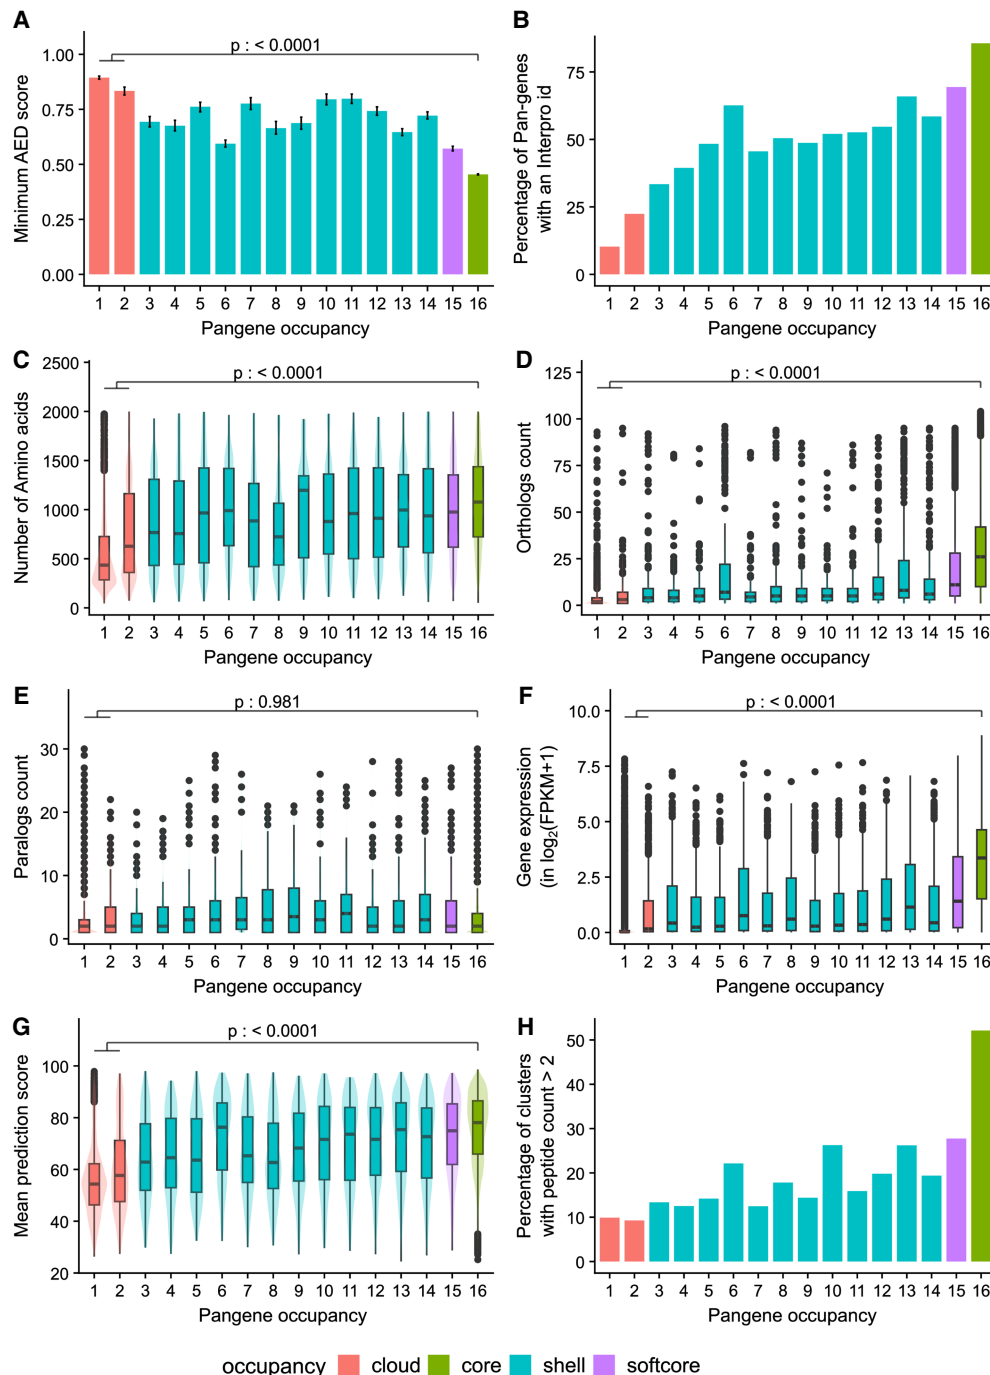 A
p : < 0.0001
Minimum AED score
1.00
0.75
0.50
0.25
0.00
1 2 3 4 5 6 7 8 9 10 11 12 13 14 15 16
Pangene occupancy
B
Percentage of Pan-genes
with an Interpro id
75
50
25
0
1 2 3 4 5 6 7 8 9 10 11 12 13 14 15 16
Pangene occupancy
C
p : < 0.0001
Number of Amino acids
2500
2000
1500
1000
500
0
1 2 3 4 5 6 7 8 9 10 11 12 13 14 15 16
Pangene occupancy
D
p : < 0.0001
Orthologs count
125
100
75
50
25
0
1 2 3 4 5 6 7 8 9 10 11 12 13 14 15 16
Pangene occupancy
E
p : 0.981
Paralogs count
30
20
10
0
1 2 3 4 5 6 7 8 9 10 11 12 13 14 15 16
Pangene occupancy
F
p : < 0.0001
Gene expression
(in log₂(FPKM+1)
10.0
7.5
5.0
2.5
0.0
1 2 3 4 5 6 7 8 9 10 11 12 13 14 15 16
Pangene occupancy
G
p : < 0.0001
Mean prediction score
100
80
60
40
20
1 2 3 4 5 6 7 8 9 10 11 12 13 14 15 16
Pangene occupancy
H
Percentage of clusters
with peptide count > 2
50
40
30
20
10
0
1 2 3 4 5 6 7 8 9 10 11 12 13 14 15 16
Pangene occupancy
occupancy cloud core shell softcore